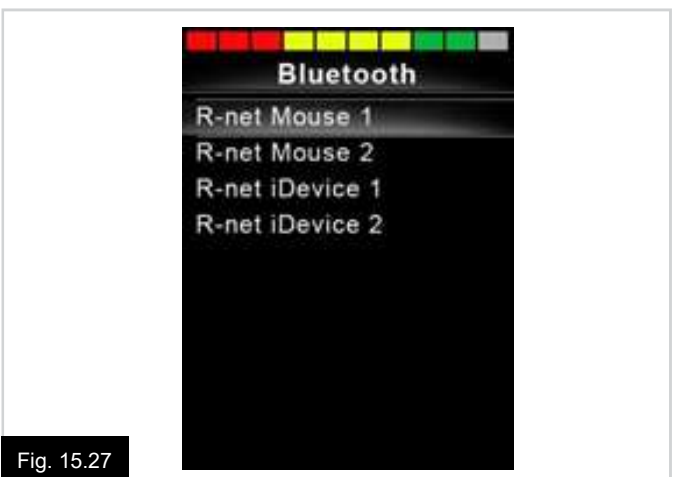 Bluetooth
R-net Mouse 1
R-net Mouse 2
R-net iDevice 1
R-net iDevice 2
Fig. 15.27